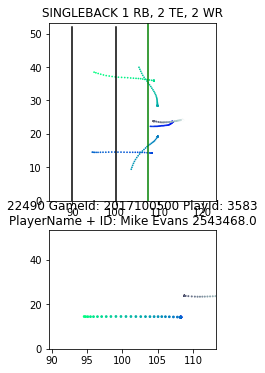 SINGLEBACK 1 RB, 2 TE, 2 WR
50
40
30
20
10
0
90 100 110 120
22490 GameId: 2017100500 PlayId: 3583
PlayerName + ID: Mike Evans 2543468.0
40
20
0
90 95 100 105 110